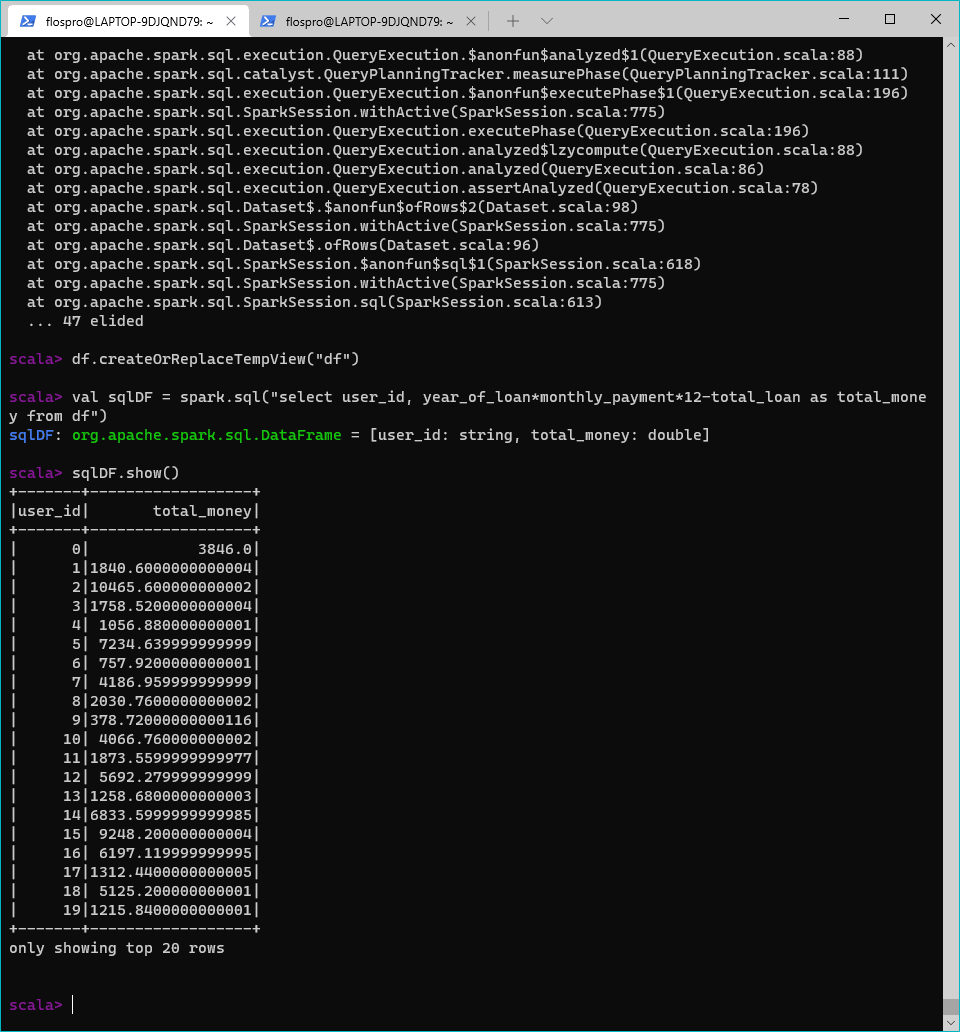 flospro@LAPTOP-9DJQND79: ~ flospro@LAPTOP-9DJQND79: ~
at org.apache.spark.sql.execution.QueryExecution.$anonfun$analyzed$1(QueryExecution.scala:88)
at org.apache.spark.sql.catalyst.QueryPlanningTracker.measurePhase(QueryPlanningTracker.scala:111)
at org.apache.spark.sql.execution.QueryExecution.$anonfun$executePhase$1(QueryExecution.scala:196)
at org.apache.spark.sql.SparkSession.withActive(SparkSession.scala:775)
at org.apache.spark.sql.execution.QueryExecution.executePhase(QueryExecution.scala:196)
at org.apache.spark.sql.execution.QueryExecution.analyzed$lzycompute(QueryExecution.scala:88)
at org.apache.spark.sql.execution.QueryExecution.analyzed(QueryExecution.scala:86)
at org.apache.spark.sql.execution.QueryExecution.assertAnalyzed(QueryExecution.scala:78)
at org.apache.spark.sql.Dataset$.$anonfun$ofRows$2(Dataset.scala:98)
at org.apache.spark.sql.SparkSession.withActive(SparkSession.scala:775)
at org.apache.spark.sql.Dataset$.ofRows(Dataset.scala:96)
at org.apache.spark.sql.SparkSession.$anonfun$sql$1(SparkSession.scala:618)
at org.apache.spark.sql.SparkSession.withActive(SparkSession.scala:775)
at org.apache.spark.sql.SparkSession.sql(SparkSession.scala:613)
... 47 elided
scala> df.createOrReplaceTempView("df")
scala> val sqlDF = spark.sql("select user_id, year_of_loan*monthly_payment*12-total_loan as total_mone
y from df")
sqlDF: org.apache.spark.sql.DataFrame = [user_id: string, total_money: double]
scala> sqlDF.show()
+-------+------------------+
|user_id|       total_money|
+-------+------------------+
|      0|            3846.0|
|      1|1840.6000000000004|
|      2|10465.600000000002|
|      3|1758.5200000000004|
|      4| 1056.880000000001|
|      5| 7234.639999999999|
|      6| 757.9200000000001|
|      7| 4186.959999999999|
|      8|2030.7600000000002|
|      9|378.72000000000116|
|     10| 4066.760000000002|
|     11|1873.5599999999977|
|     12| 5692.279999999999|
|     13|1258.6800000000003|
|     14|6833.5999999999985|
|     15| 9248.200000000004|
|     16| 6197.119999999995|
|     17|1312.4400000000005|
|     18| 5125.200000000001|
|     19|1215.8400000000001|
+-------+------------------+
only showing top 20 rows
scala>